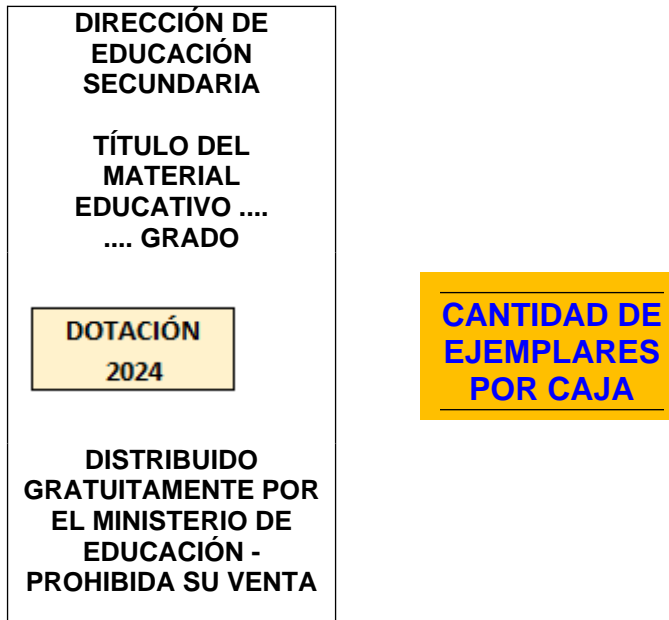 DIRECCIÓN DE
EDUCACIÓN
SECUNDARIA
TÍTULO DEL
MATERIAL
EDUCATIVO ....
.... GRADO
DOTACIÓN
2024
CANTIDAD DE
EJEMPLARES
POR CAJA
DISTRIBUIDO
GRATUITAMENTE POR
EL MINISTERIO DE
EDUCACIÓN -
PROHIBIDA SU VENTA